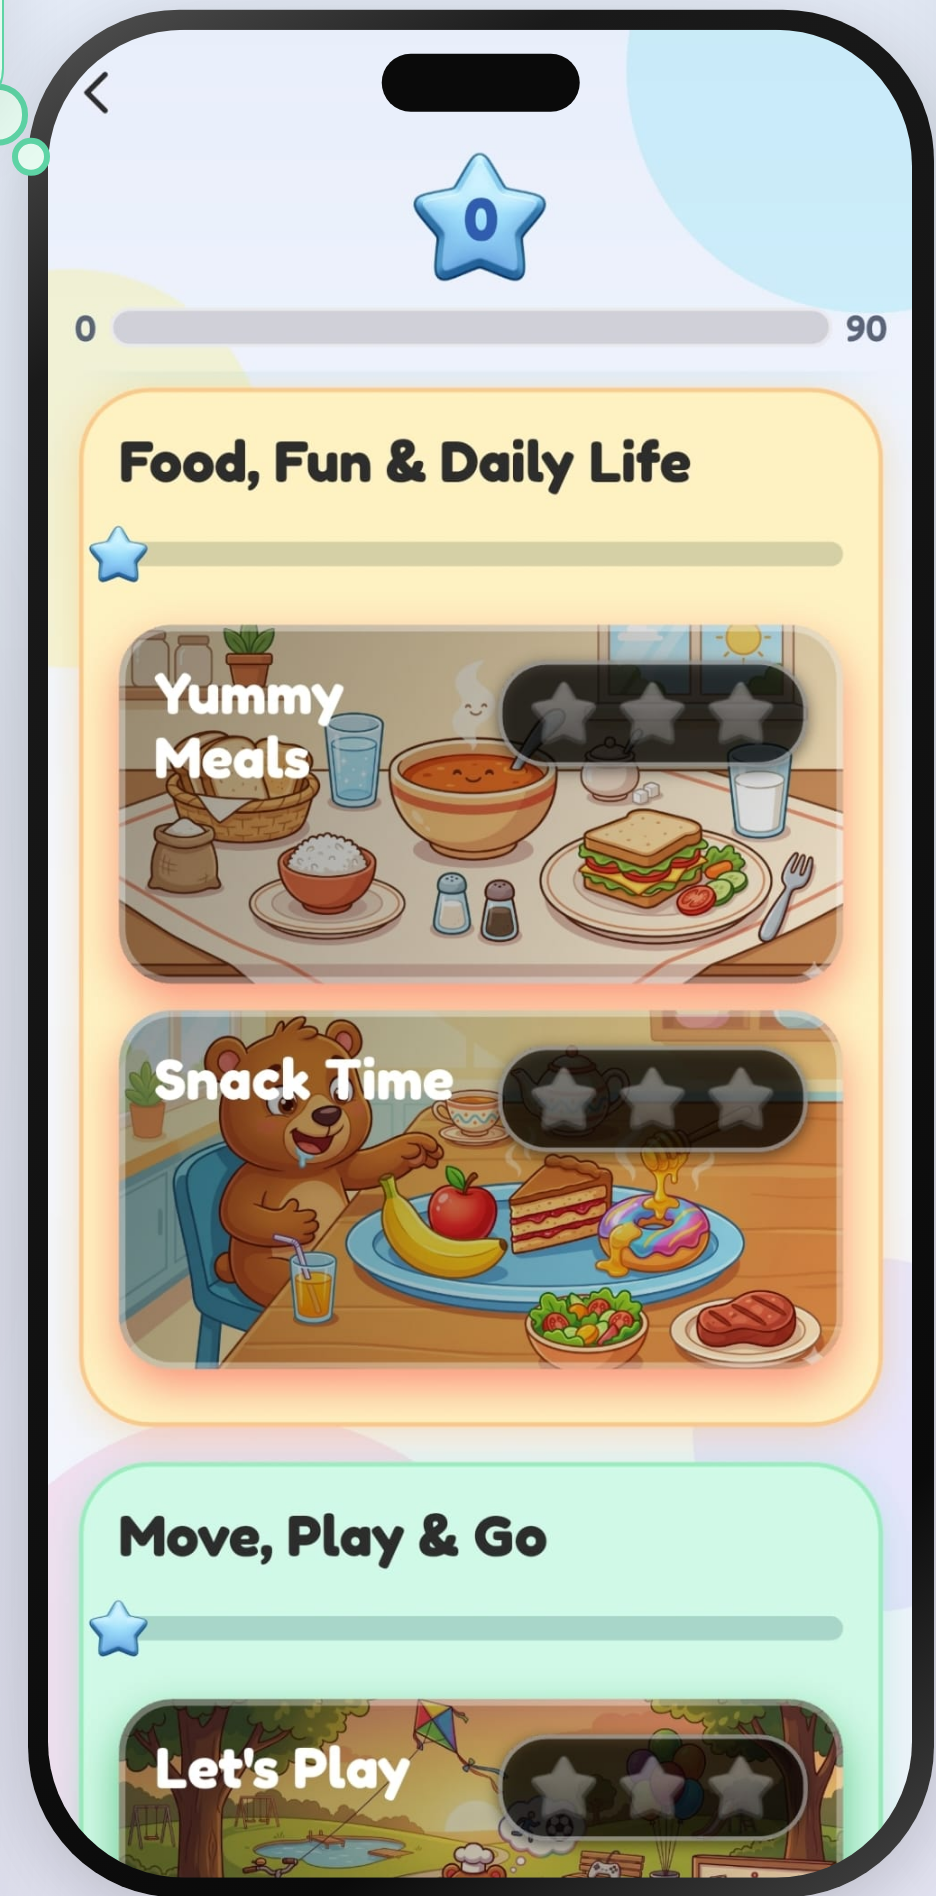 0
0
90
Food, Fun & Daily Life
Yummy
Meals
Snack Time
Move, Play & Go
Let's Play